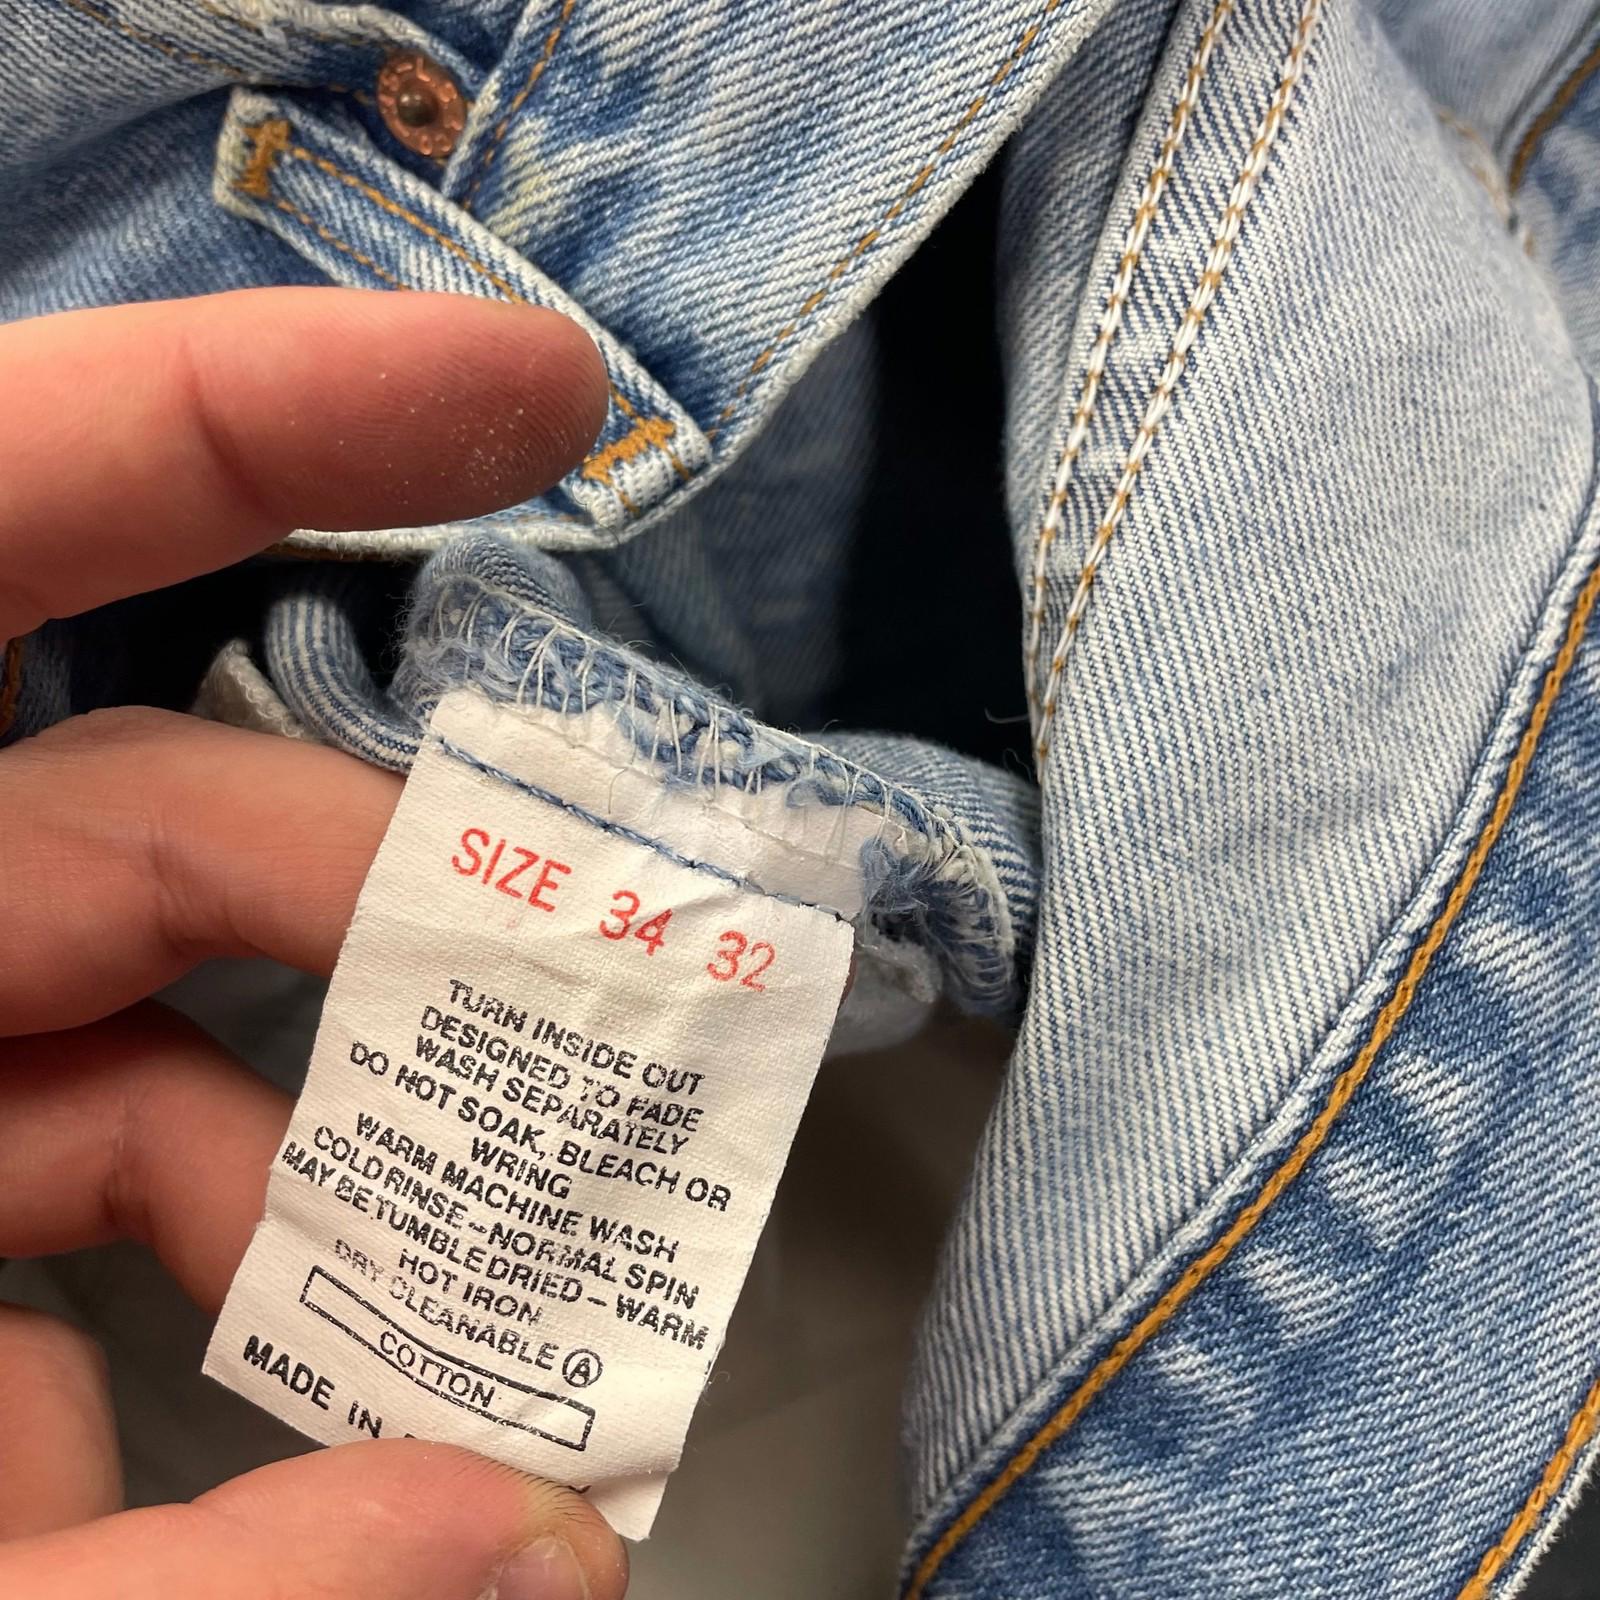 SIZE 34 32
TURN INSIDE OUT
DESIGNED TO FADE
WASH SEPARATELY
DO NOT SOAK, BLEACH OR
WRING
WARM MACHINE WASH
COLD RINSE – NORMAL SPIN
MAY BE TUMBLE DRIED – WARM
HOT IRON
DRY CLEANABLE Ⓐ
COTTON
MADE IN